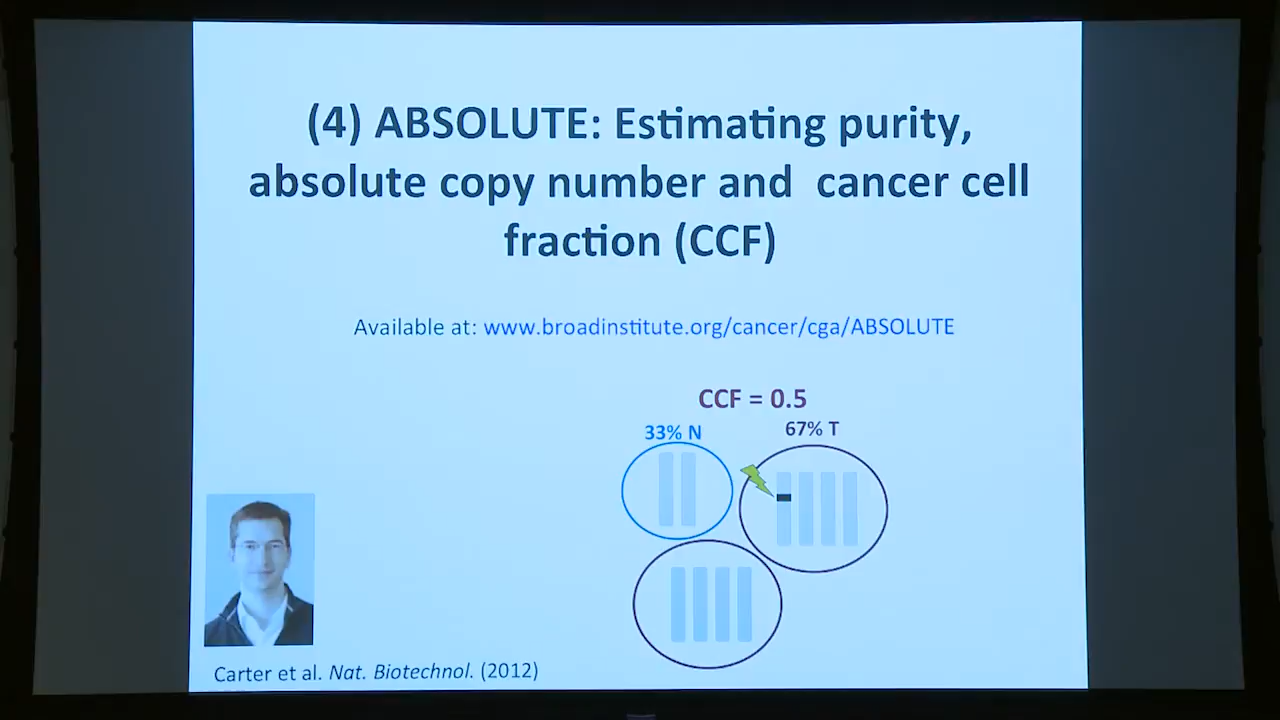 (4) ABSOLUTE: Estimating purity,
absolute copy number and cancer cell
fraction (CCF)
Available at: www.broadinstitute.org/cancer/cga/ABSOLUTE
CCF = 0.5
33% N
67% T
Carter et al. Nat. Biotechnol. (2012)